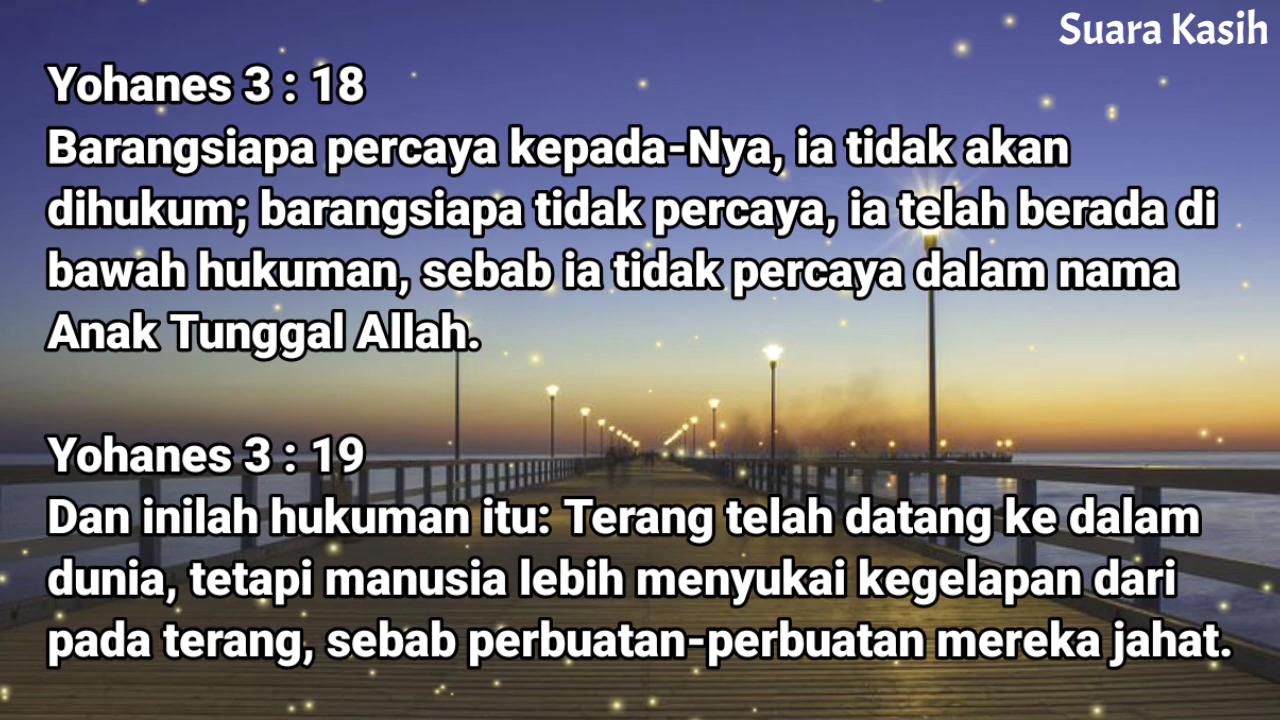 Suara Kasih
Yohanes 3 : 18
Barangsiapa percaya kepada-Nya, ia tidak akan
dihukum; barangsiapa tidak percaya, ia telah berada di
bawah hukuman, sebab ia tidak percaya dalam nama
Anak Tunggal Allah.
Yohanes 3 : 19
Dan inilah hukuman itu: Terang telah datang ke dalam
dunia, tetapi manusia lebih menyukai kegelapan dari
pada terang, sebab perbuatan-perbuatan mereka jahat.